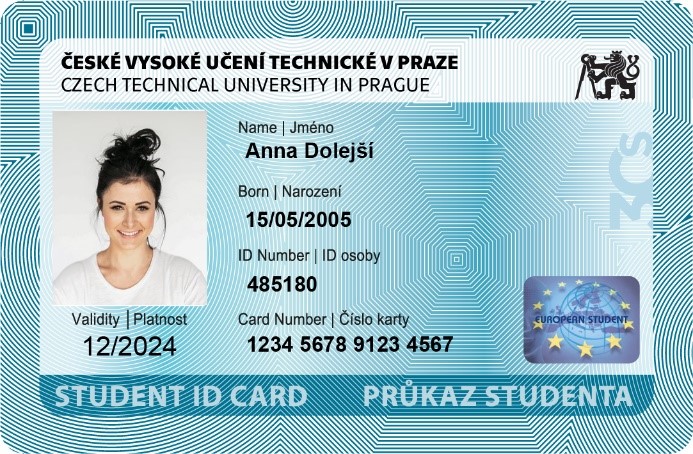 ČESKÉ VYSOKÉ UČENÍ TECHNICKÉ V PRAZE
CZECH TECHNICAL UNIVERSITY IN PRAGUE
Name | Jméno
Anna Dolejší
Born | Narození
15/05/2005
ID Number | ID osoby
485180
Validity | Platnost
12/2024
Card Number | Číslo karty
1234 5678 9123 4567
EUROPEAN STUDENT
STUDENT ID CARD PRŮKAZ STUDENTA